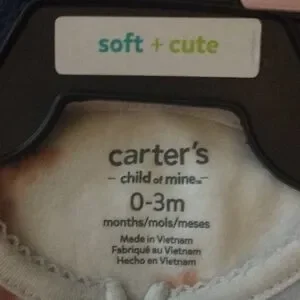 soft + cute
carter's
child of mine™
0-3m
months/mois/meses
Made in Vietnam
Fabriqué au Vietnam
Hecho en Vietnam